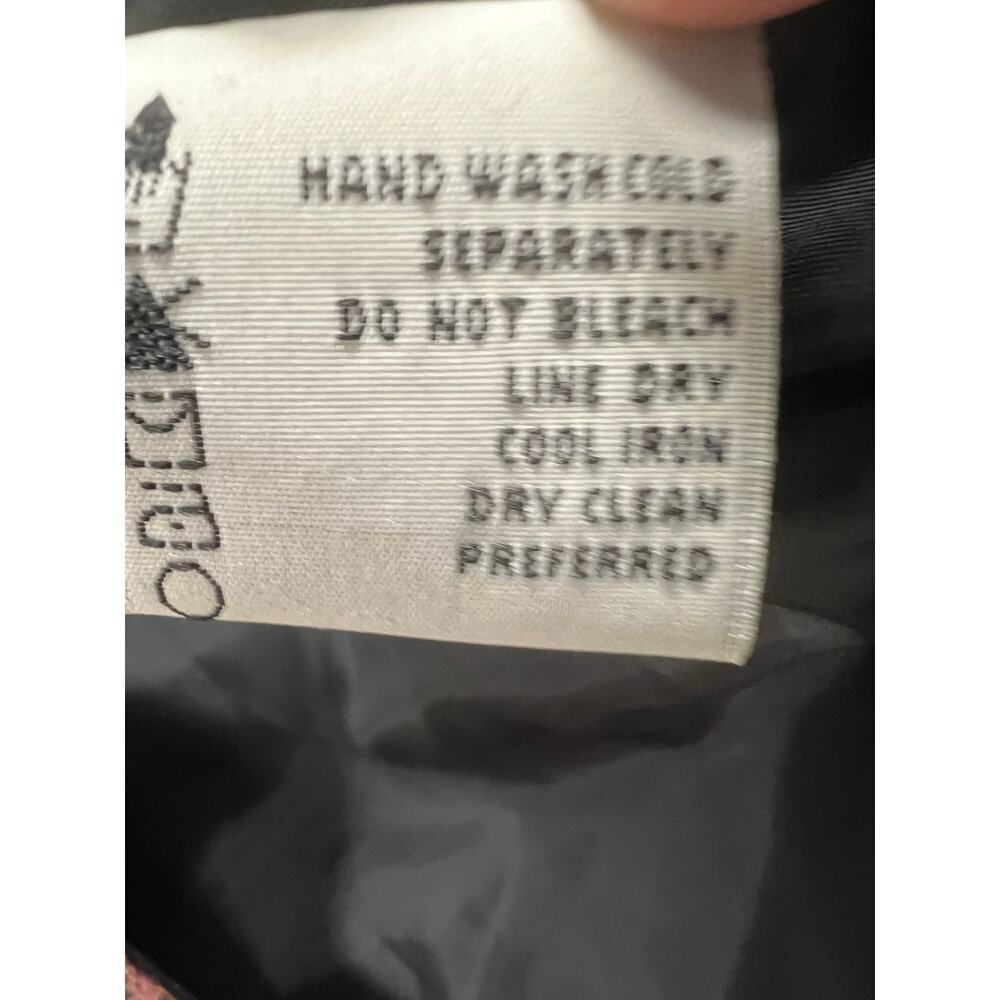 HAND WASH COLD
SEPARATELY
DO NOT BLEACH
LINE DRY
COOL IRON
DRY CLEAN
PREFERRED